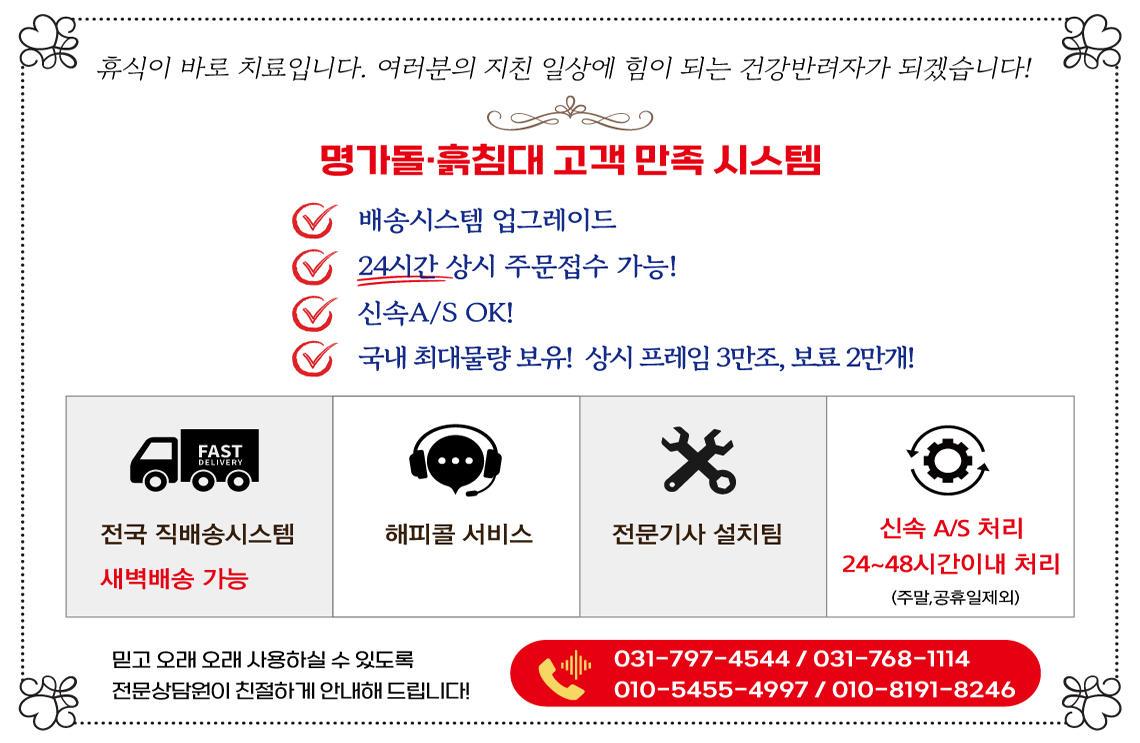 휴식이 바로 치료입니다. 여러분의 지친 일상에 힘이 되는 건강반려자가 되겠습니다!
명가돌·흙침대 고객 만족 시스템
배송시스템 업그레이드
24시간 상시 주문접수 가능!
신속A/S OK!
국내 최대물량 보유! 상시 프레임 3만조, 보료 2만개!
FAST
DELIVERY
전국 직배송시스템
새벽배송 가능
해피콜 서비스
전문기사 설치팀
신속 A/S 처리
24~48시간이내 처리
(주말,공휴일제외)
믿고 오래 오래 사용하실 수 있도록
전문상담원이 친절하게 안내해 드립니다!
031-797-4544 / 031-768-1114
010-5455-4997 / 010-8191-8246